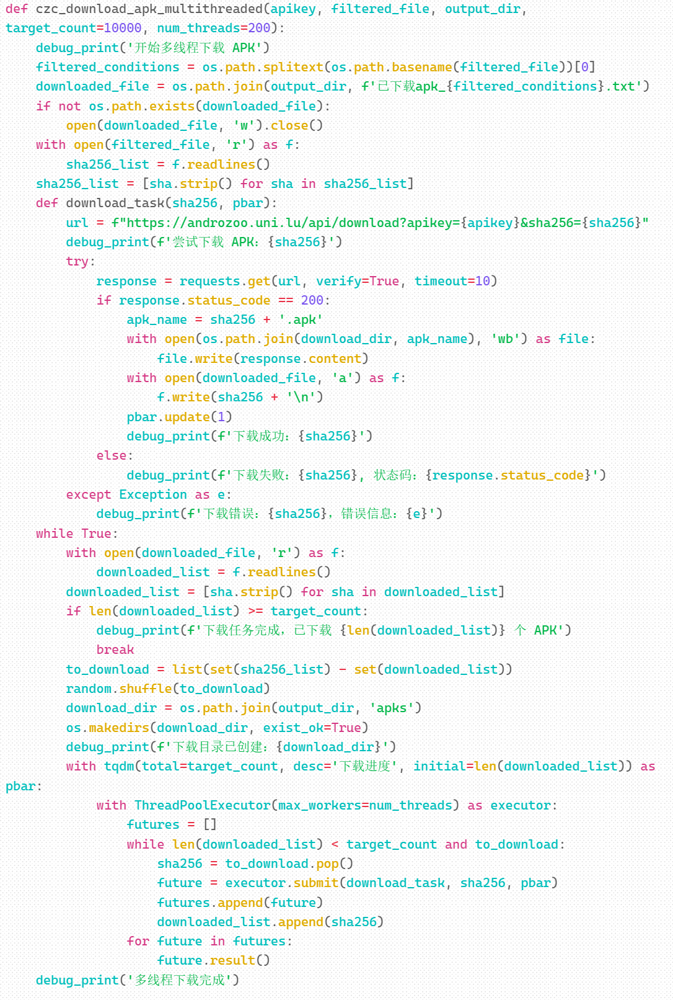 def czc_download_apk_multithreaded(apikey, filtered_file, output_dir,
target_count=10000, num_threads=200):
    debug_print('开始多线程下载 APK')
    filtered_conditions = os.path.splitext(os.path.basename(filtered_file))[0]
    downloaded_file = os.path.join(output_dir, f'已下载apk_{filtered_conditions}.txt')
    if not os.path.exists(downloaded_file):
        open(downloaded_file, 'w').close()
    with open(filtered_file, 'r') as f:
        sha256_list = f.readlines()
    sha256_list = [sha.strip() for sha in sha256_list]
    def download_task(sha256, pbar):
        url = f"https://androzoo.uni.lu/api/download?apikey={apikey}&sha256={sha256}"
        debug_print(f'尝试下载 APK: {sha256}')
        try:
            response = requests.get(url, verify=True, timeout=10)
            if response.status_code == 200:
                apk_name = sha256 + '.apk'
                with open(os.path.join(download_dir, apk_name), 'wb') as file:
                    file.write(response.content)
                with open(downloaded_file, 'a') as f:
                    f.write(sha256 + '\n')
                pbar.update(1)
                debug_print(f'下载成功: {sha256}')
            else:
                debug_print(f'下载失败: {sha256}, 状态码: {response.status_code}')
        except Exception as e:
            debug_print(f'下载错误: {sha256}, 错误信息: {e}')
    while True:
        with open(downloaded_file, 'r') as f:
            downloaded_list = f.readlines()
        downloaded_list = [sha.strip() for sha in downloaded_list]
        if len(downloaded_list) >= target_count:
            debug_print(f'下载任务完成，已下载 {len(downloaded_list)} 个 APK')
            break
        to_download = list(set(sha256_list) - set(downloaded_list))
        random.shuffle(to_download)
        download_dir = os.path.join(output_dir, 'apks')
        os.makedirs(download_dir, exist_ok=True)
        debug_print(f'下载目录已创建: {download_dir}')
        with tqdm(total=target_count, desc='下载进度', initial=len(downloaded_list)) as
pbar:
            with ThreadPoolExecutor(max_workers=num_threads) as executor:
                futures = []
                while len(downloaded_list) < target_count and to_download:
                    sha256 = to_download.pop()
                    future = executor.submit(download_task, sha256, pbar)
                    futures.append(future)
                    downloaded_list.append(sha256)
                for future in futures:
                    future.result()
    debug_print('多线程下载完成')